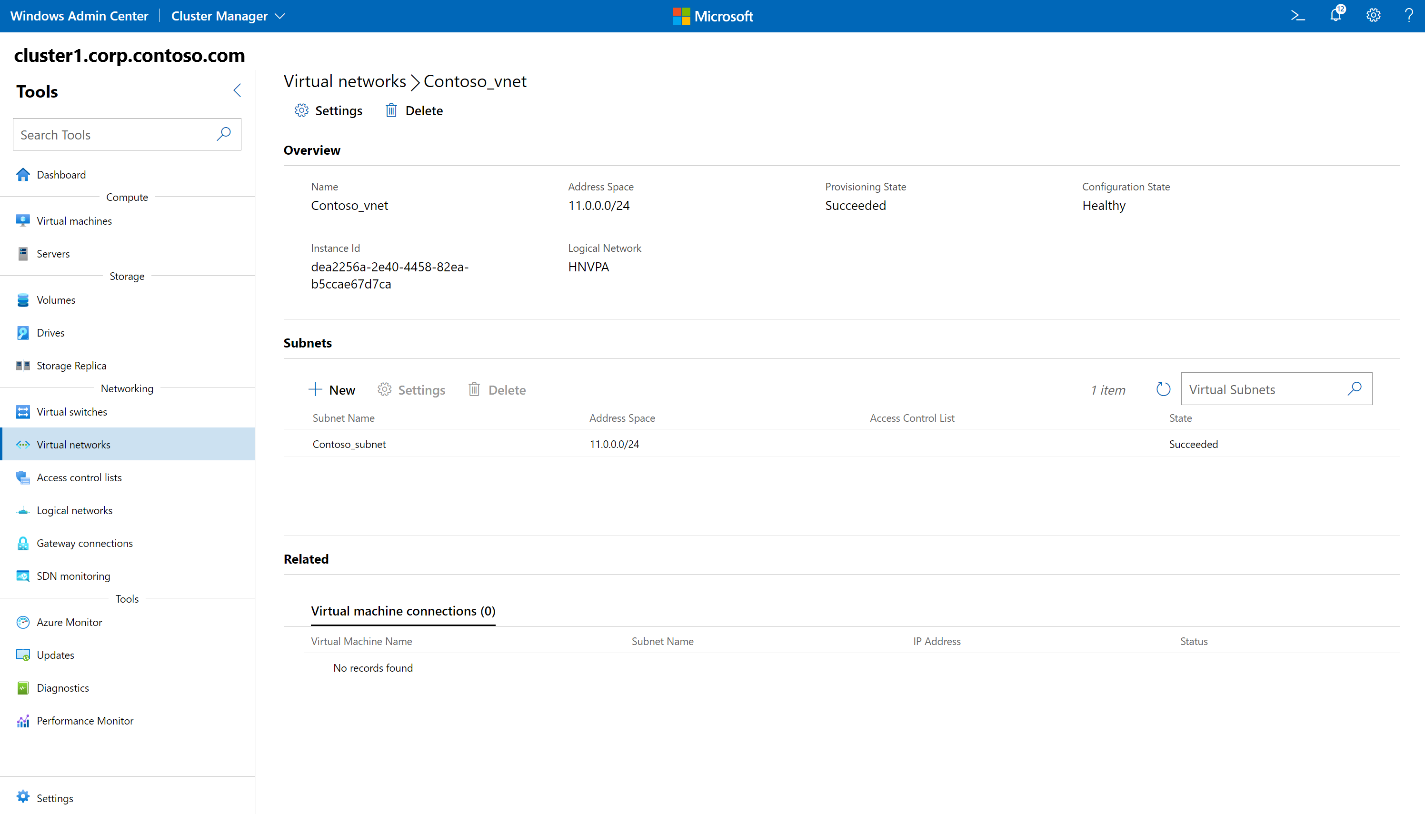 Windows Admin Center
Cluster Manager
Microsoft
12
cluster1.corp.contoso.com
Tools
Search Tools
Dashboard
Compute
Virtual machines
Servers
Storage
Volumes
Drives
Storage Replica
Networking
Virtual switches
Virtual networks
Access control lists
Logical networks
Gateway connections
SDN monitoring
Tools
Azure Monitor
Updates
Diagnostics
Performance Monitor
Settings
Virtual networks > Contoso_vnet
Settings Delete
Overview
Name Address Space Provisioning State Configuration State
Contoso_vnet 11.0.0.0/24 Succeeded Healthy
Instance Id Logical Network
dea2256a-2e40-4458-82ea- HNVPA
b5ccae67d7ca
Subnets
New Settings Delete 1 item Virtual Subnets
Subnet Name Address Space Access Control List State
Contoso_subnet 11.0.0.0/24 Succeeded
Related
Virtual machine connections (0)
Virtual Machine Name Subnet Name IP Address Status
No records found